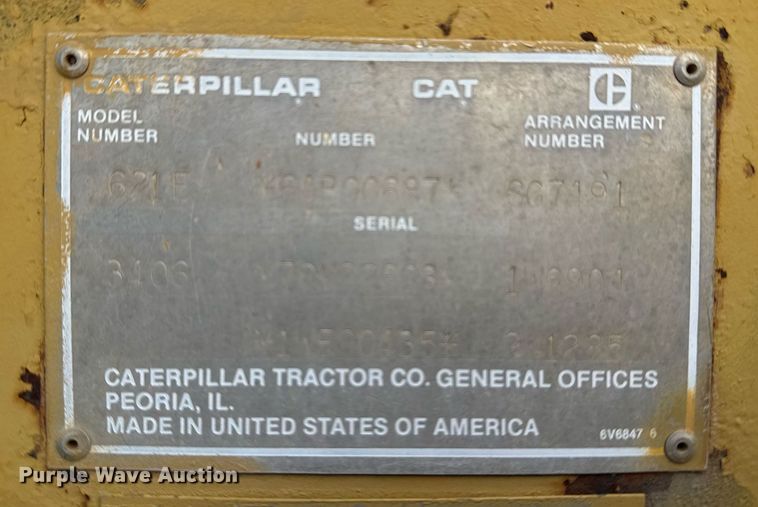 CATERPILLAR CAT C
MODEL NUMBER NUMBER ARRANGEMENT NUMBER
621E
SERIAL
3406
CATERPILLAR TRACTOR CO. GENERAL OFFICES
PEORIA, IL.
MADE IN UNITED STATES OF AMERICA 6V6847 6
Purple Wave Auction